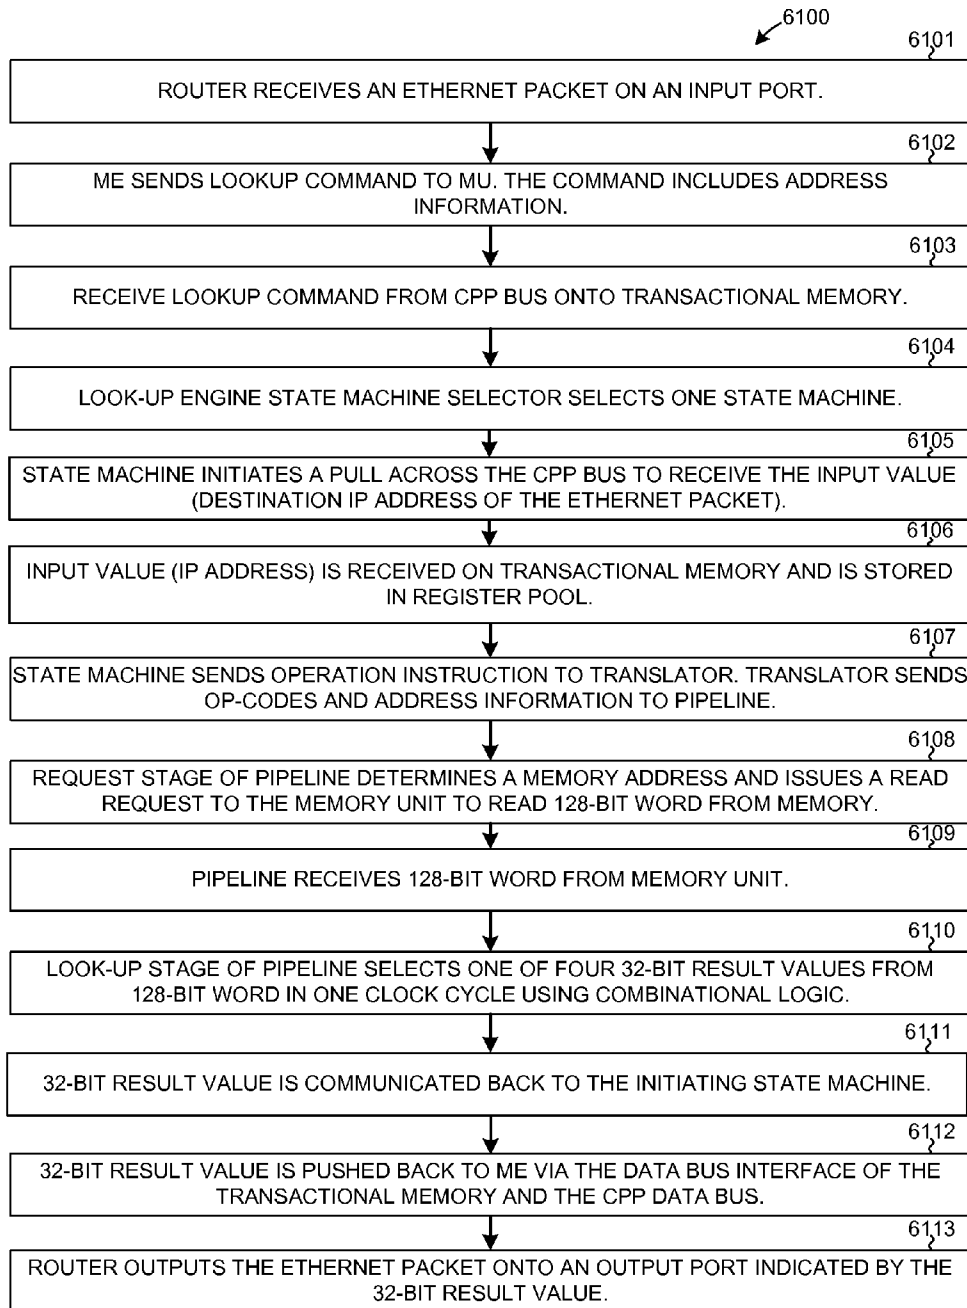 6100
6101
ROUTER RECEIVES AN ETHERNET PACKET ON AN INPUT PORT.
6102
ME SENDS LOOKUP COMMAND TO MU. THE COMMAND INCLUDES ADDRESS
INFORMATION.
6103
RECEIVE LOOKUP COMMAND FROM CPP BUS ONTO TRANSACTIONAL MEMORY.
6104
LOOK-UP ENGINE STATE MACHINE SELECTOR SELECTS ONE STATE MACHINE.
6105
STATE MACHINE INITIATES A PULL ACROSS THE CPP BUS TO RECEIVE THE INPUT VALUE
(DESTINATION IP ADDRESS OF THE ETHERNET PACKET).
6106
INPUT VALUE (IP ADDRESS) IS RECEIVED ON TRANSACTIONAL MEMORY AND IS STORED
IN REGISTER POOL.
6107
STATE MACHINE SENDS OPERATION INSTRUCTION TO TRANSLATOR. TRANSLATOR SENDS
OP-CODES AND ADDRESS INFORMATION TO PIPELINE.
6108
REQUEST STAGE OF PIPELINE DETERMINES A MEMORY ADDRESS AND ISSUES A READ
REQUEST TO THE MEMORY UNIT TO READ 128-BIT WORD FROM MEMORY.
6109
PIPELINE RECEIVES 128-BIT WORD FROM MEMORY UNIT.
6110
LOOK-UP STAGE OF PIPELINE SELECTS ONE OF FOUR 32-BIT RESULT VALUES FROM
128-BIT WORD IN ONE CLOCK CYCLE USING COMBINATIONAL LOGIC.
6111
32-BIT RESULT VALUE IS COMMUNICATED BACK TO THE INITIATING STATE MACHINE.
6112
32-BIT RESULT VALUE IS PUSHED BACK TO ME VIA THE DATA BUS INTERFACE OF THE
TRANSACTIONAL MEMORY AND THE CPP DATA BUS.
6113
ROUTER OUTPUTS THE ETHERNET PACKET ONTO AN OUTPUT PORT INDICATED BY THE
32-BIT RESULT VALUE.